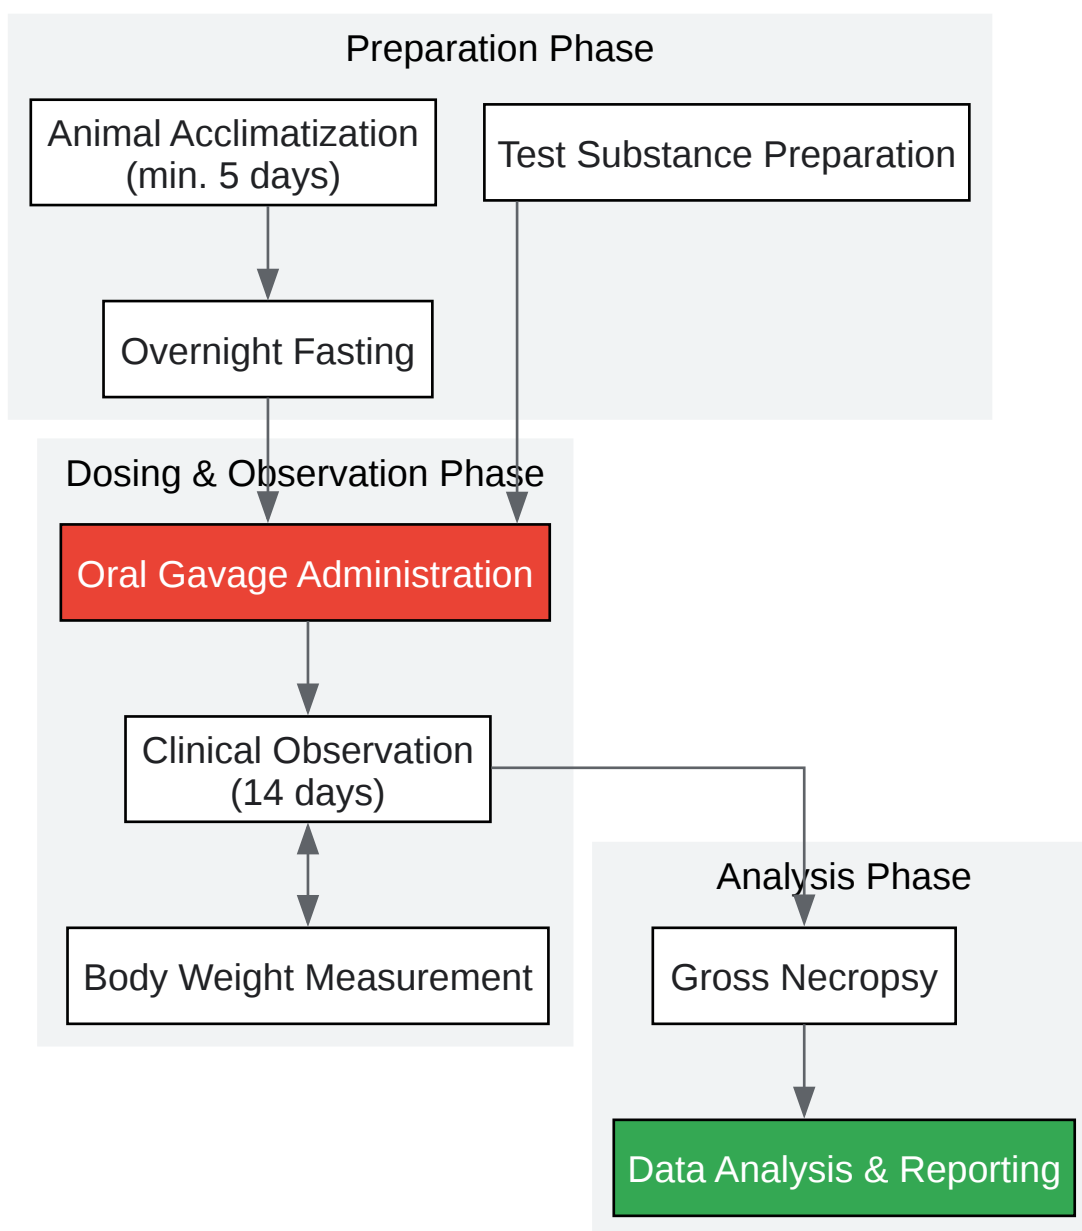 Preparation Phase
Animal Acclimatization
(min. 5 days)
Test Substance Preparation
Overnight Fasting
Dosing & Observation Phase
Oral Gavage Administration
Clinical Observation
(14 days)
Body Weight Measurement
Analysis Phase
Gross Necropsy
Data Analysis & Reporting